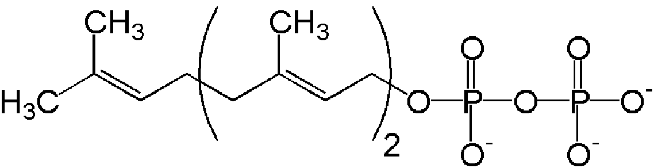 CH3 CH3 O O
H3C O P O P O-
2 O- O-